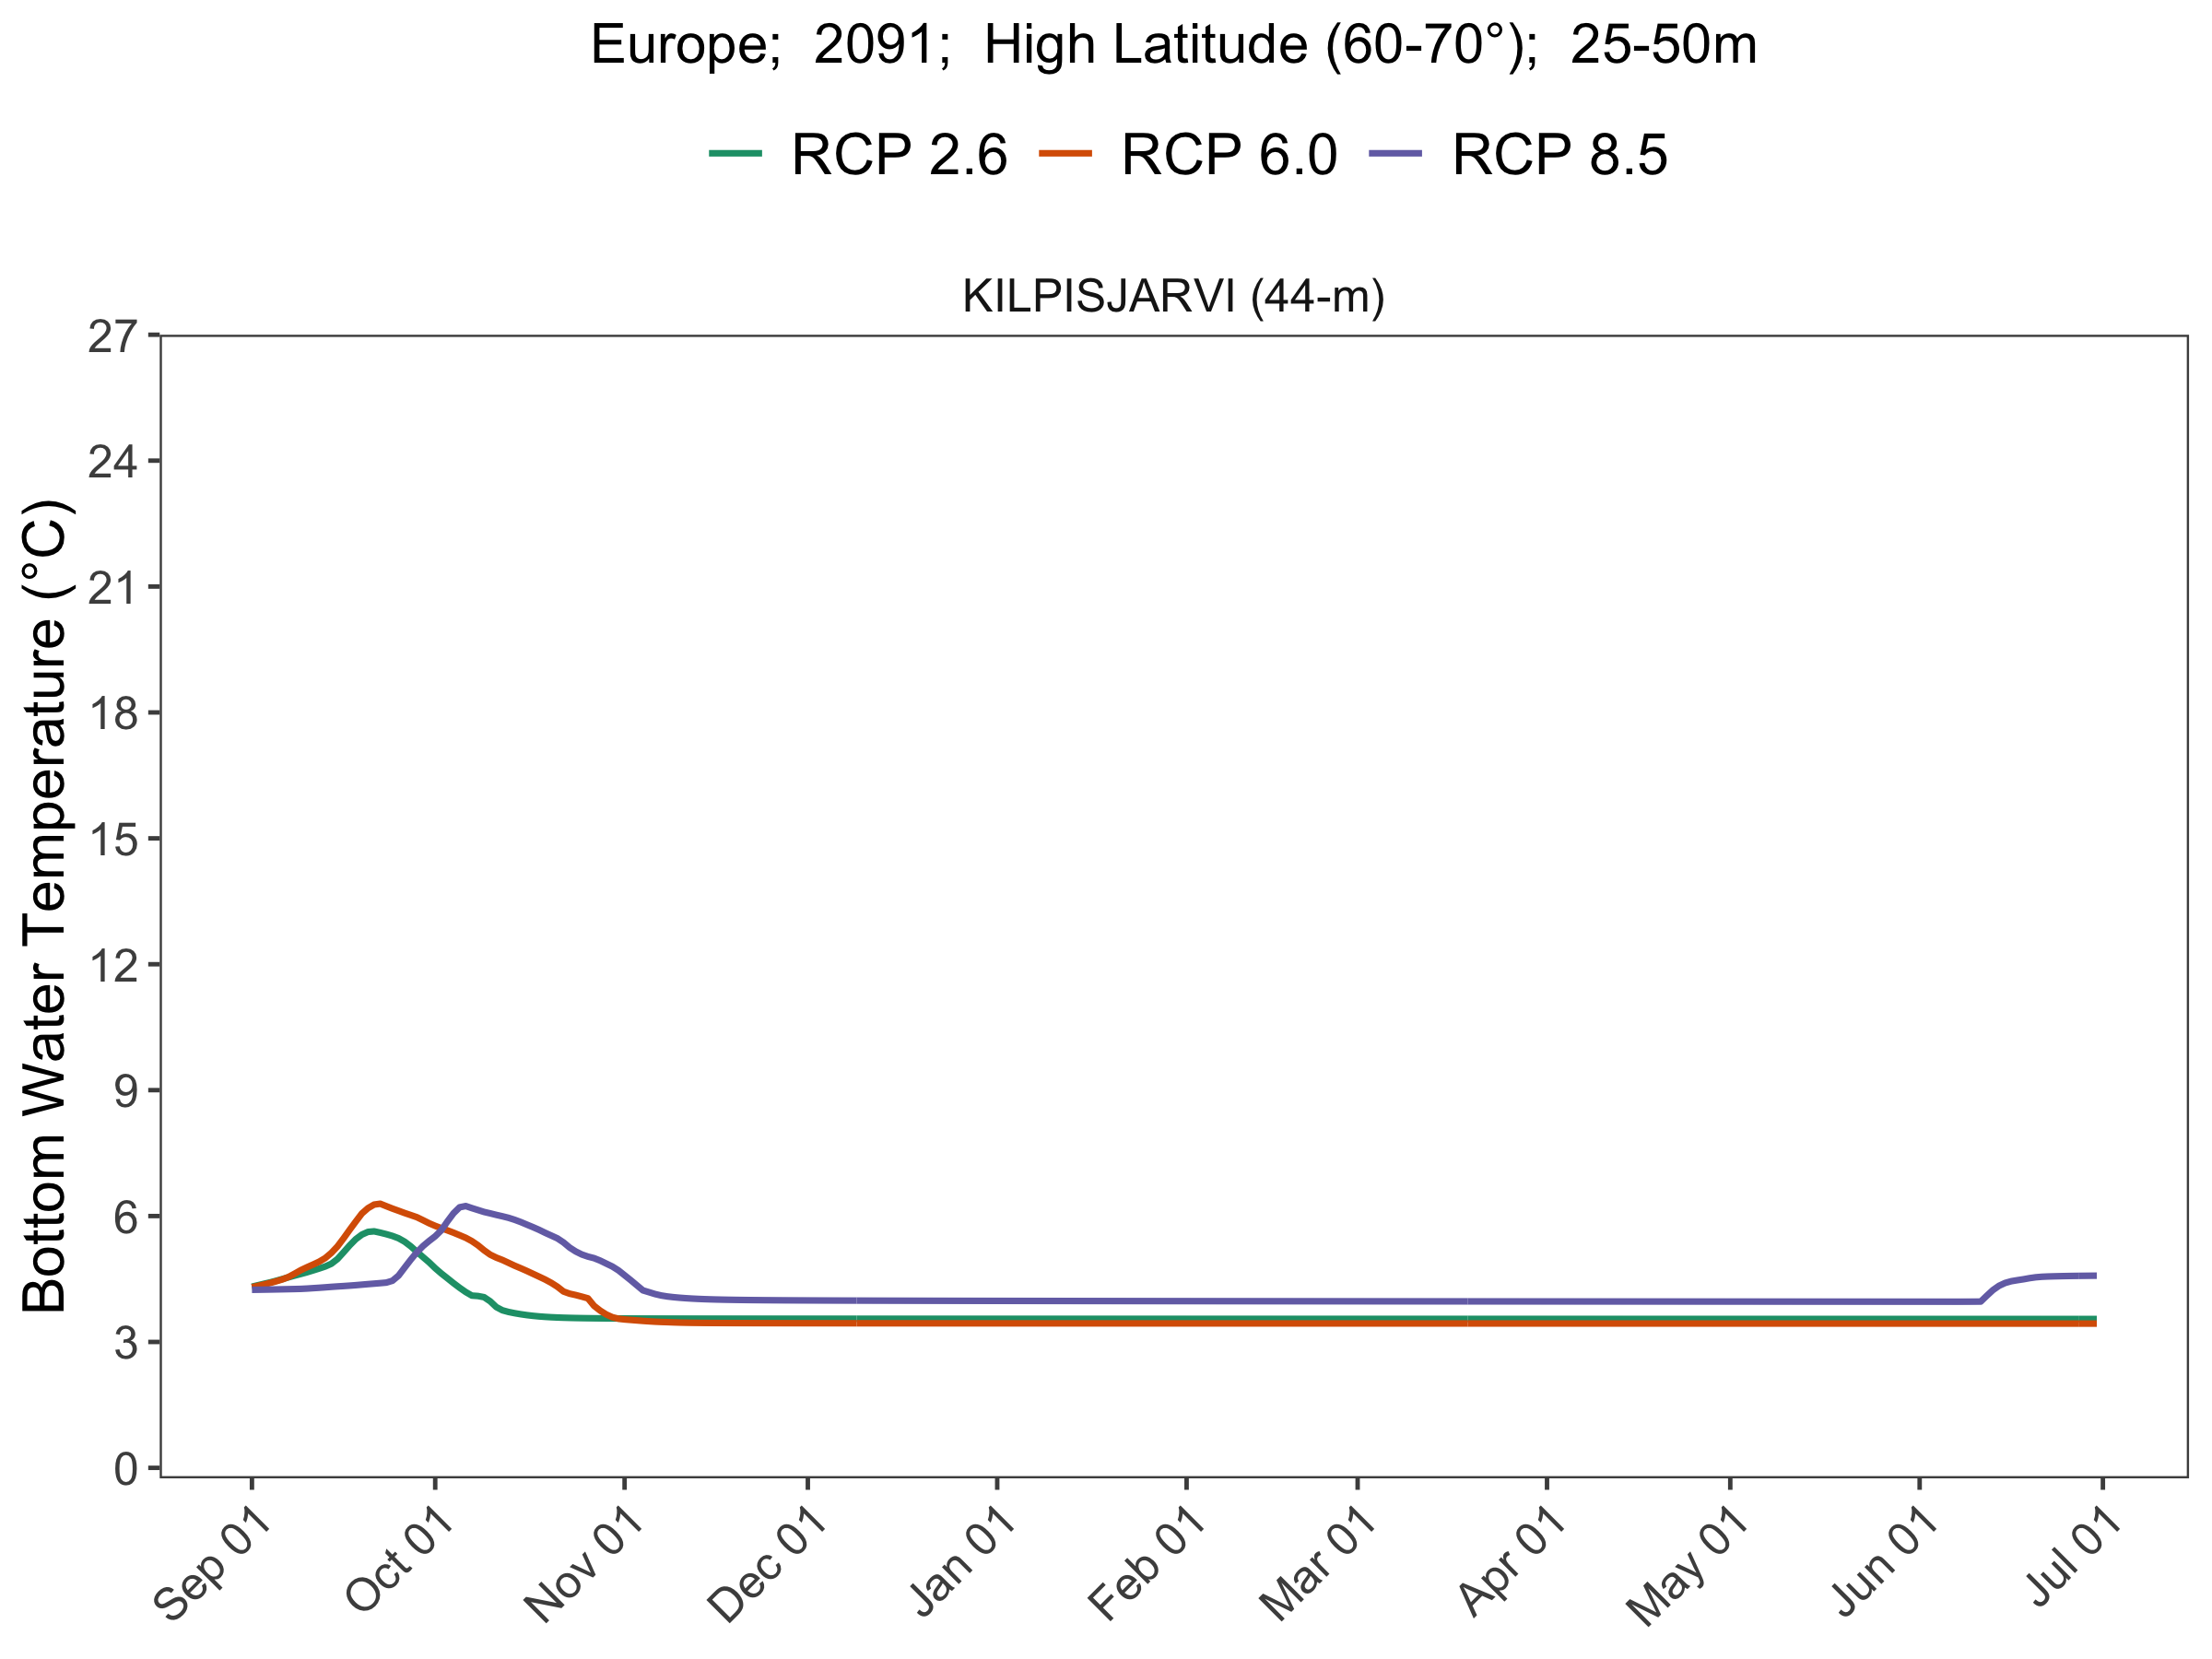 Europe; 2091; High Latitude (60-70°); 25-50m
RCP 2.6 RCP 6.0 RCP 8.5
KILPISJARVI (44-m)
Bottom Water Temperature (°C)
27
24
21
18
15
12
9
6
3
0
Sep 01 Oct 01 Nov 01 Dec 01 Jan 01 Feb 01 Mar 01 Apr 01 May 01 Jun 01 Jul 01